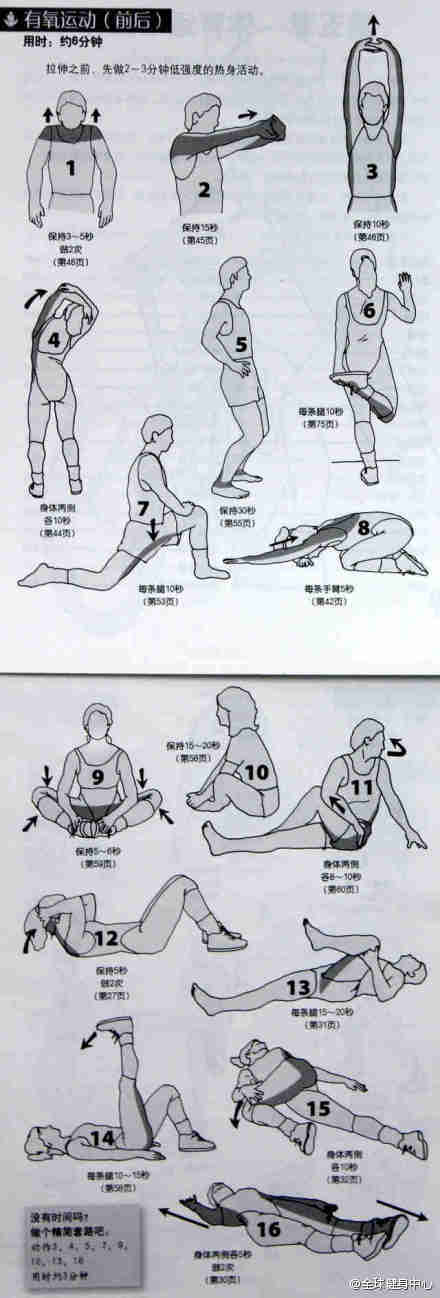 有氧运动（前后）
用时：约6分钟
拉伸之前，先做2～3分钟低强度的热身活动。
1
保持3～5秒
做2次
(第46页)
2
保持15秒
(第45页)
3
保持10秒
(第46页)
4
身体两侧
各10秒
(第44页)
5
保持30秒
(第55页)
6
每条腿10秒
(第75页)
7
每条腿10秒
(第53页)
8
每条手臂5秒
(第42页)
9
保持5～6秒
(第59页)
保持15～20秒
(第56页)
10
11
身体两侧
各8～10秒
(第60页)
12
保持5秒
做2次
(第27页)
13
每条腿15～20秒
(第31页)
14
每条腿10～15秒
(第58页)
15
身体两侧
各10秒
(第32页)
16
身体两侧各5秒
做2次
(第30页)
没有时间吗？
做个精简套路吧。
动作3、4、5、7、9、
用时约3分钟
@全球健身中心